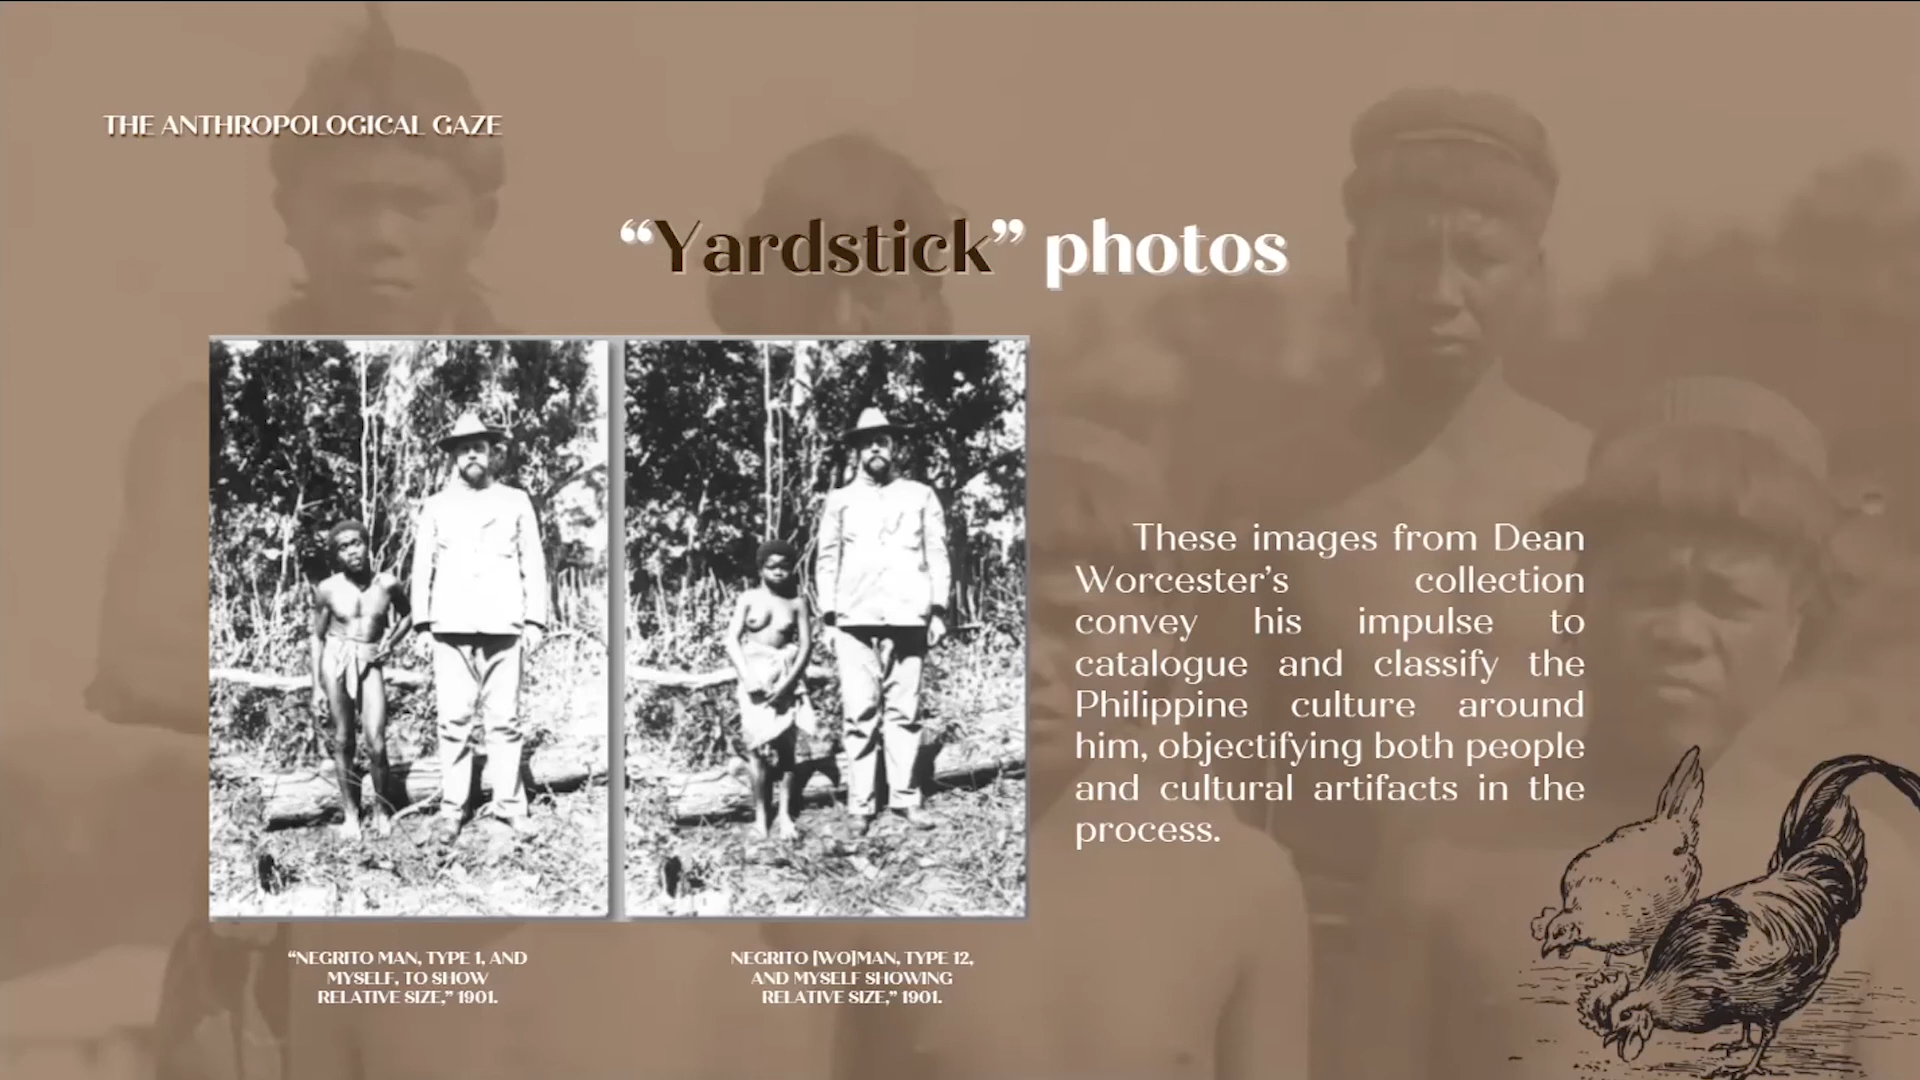 THE ANTHROPOLOGICAL GAZE
“Yardstick” photos
These images from Dean
Worcester’s collection
convey his impulse to
catalogue and classify the
Philippine culture around
him, objectifying both people
and cultural artifacts in the
process.
“NEGRITO MAN, TYPE 1, AND
MYSELF, TO SHOW
RELATIVE SIZE,” 1901.
NEGRITO [WO]MAN, TYPE 12,
AND MYSELF SHOWING
RELATIVE SIZE,” 1901.